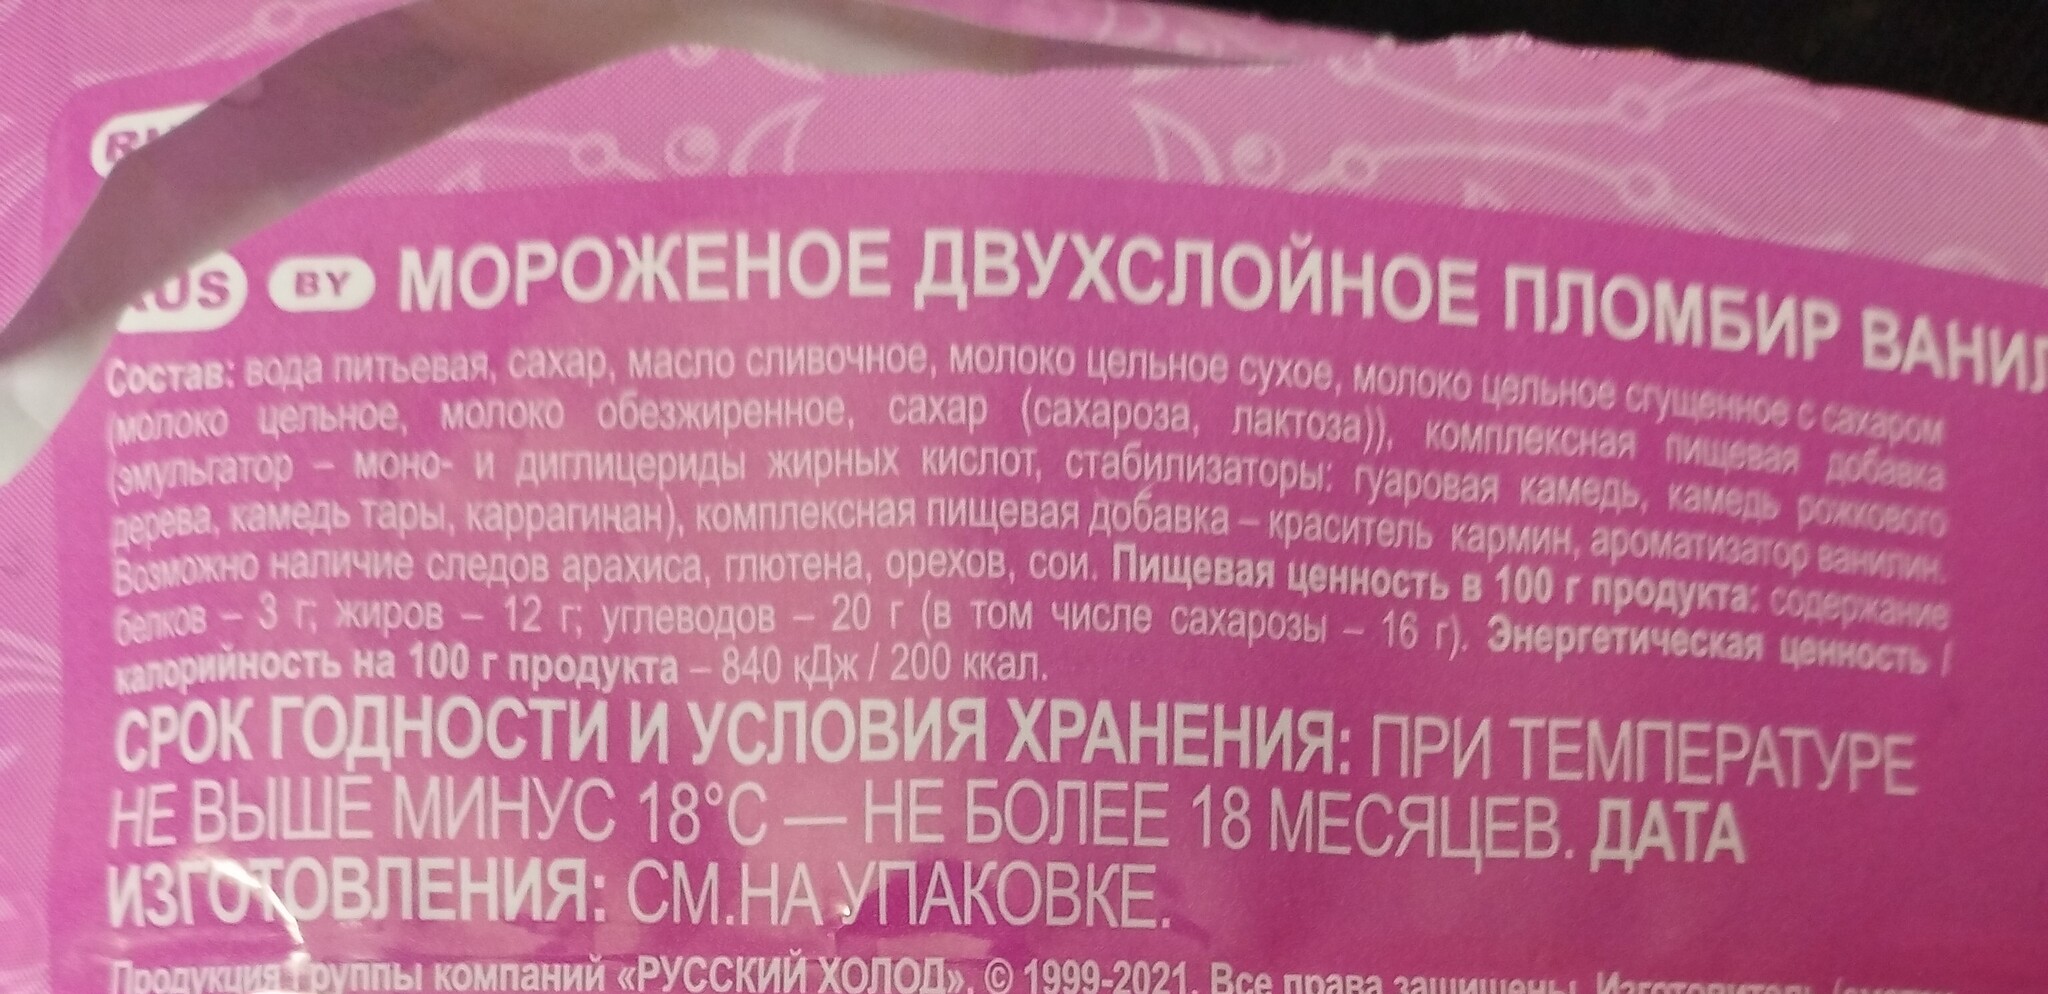 RUS BY МОРОЖЕНОЕ ДВУХСЛОЙНОЕ ПЛОМБИР
Состав: вода питьевая, сахар, масло сливочное, молоко цельное сухое, молоко цельное сгущенное с сахаром
(молоко цельное, молоко обезжиренное, сахар (сахароза, лактоза)), комплексная пищевая добавка
(эмульгатор – моно- и диглицериды жирных кислот, стабилизаторы: гуаровая камедь, камедь рожкового
дерева, камедь тары, каррагинан), комплексная пищевая добавка – краситель кармин, ароматизатор ванилин.
Возможно наличие следов арахиса, глютена, орехов, сои. Пищевая ценность в 100 г продукта: содержание
белков – 3 г; жиров – 12 г; углеводов – 20 г (в том числе сахарозы – 16 г). Энергетическая ценность /
калорийность на 100 г продукта – 840 кДж / 200 ккал.
СРОК ГОДНОСТИ И УСЛОВИЯ ХРАНЕНИЯ: ПРИ ТЕМПЕРАТУРЕ
НЕ ВЫШЕ МИНУС 18°С — НЕ БОЛЕЕ 18 МЕСЯЦЕВ. ДАТА
ИЗГОТОВЛЕНИЯ: СМ.НА УПАКОВКЕ.
Продукция группы компаний «РУССКИЙ ХОЛОД». © 1999-2021. Все права защищены. Изготовитель